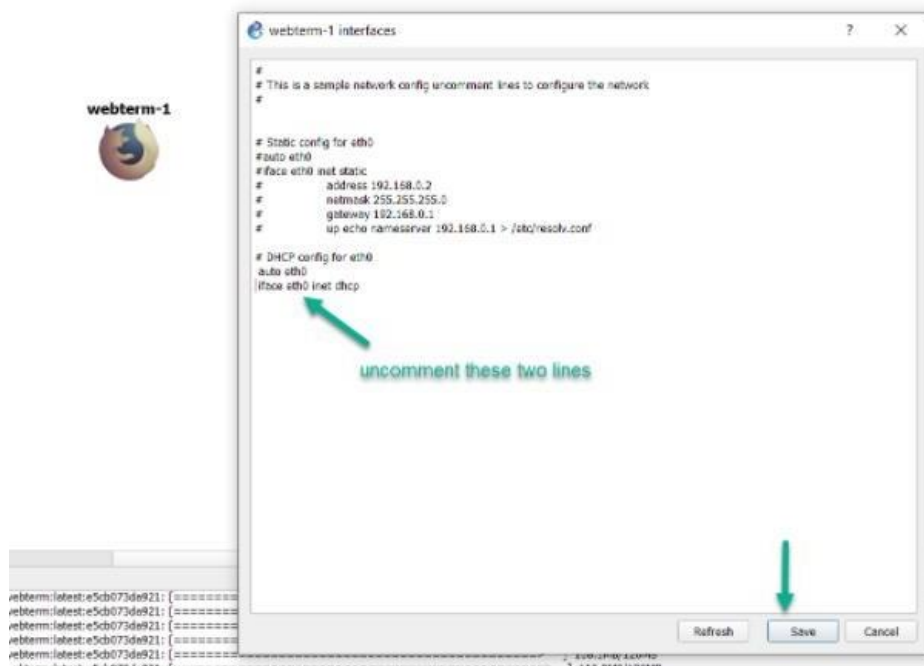 webterm-1 interfaces
? ×
#
# This is a sample network config uncomment lines to configure the network
#
webterm-1
# Static config for eth0
#auto eth0
#iface eth0 inet static
# address 192.168.0.2
# netmask 255.255.255.0
# gateway 192.168.0.1
# up echo nameserver 192.168.0.1 > /etc/resolv.conf
# DHCP config for eth0
auto eth0
iface eth0 inet dhcp
uncomment these two lines
Refresh Save Cancel
webterm:latest:e5cb073da921: [=========
webterm:latest:e5cb073da921: [=========
webterm:latest:e5cb073da921: [=========
webterm:latest:e5cb073da921: [=========